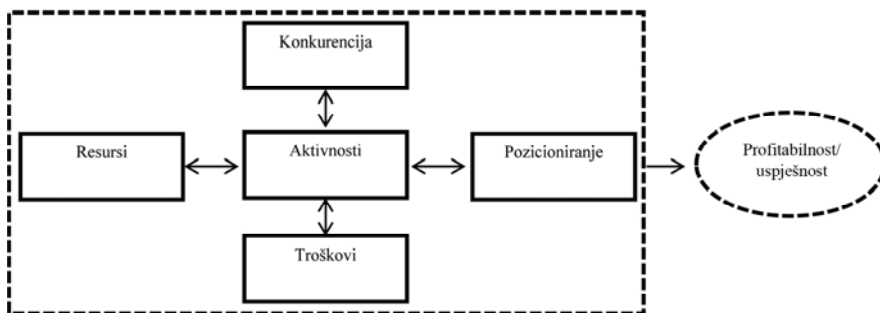 Konkurencija
Resursi
Aktivnosti
Pozicioniranje
Profitabilnost/
uspješnost
Troškovi